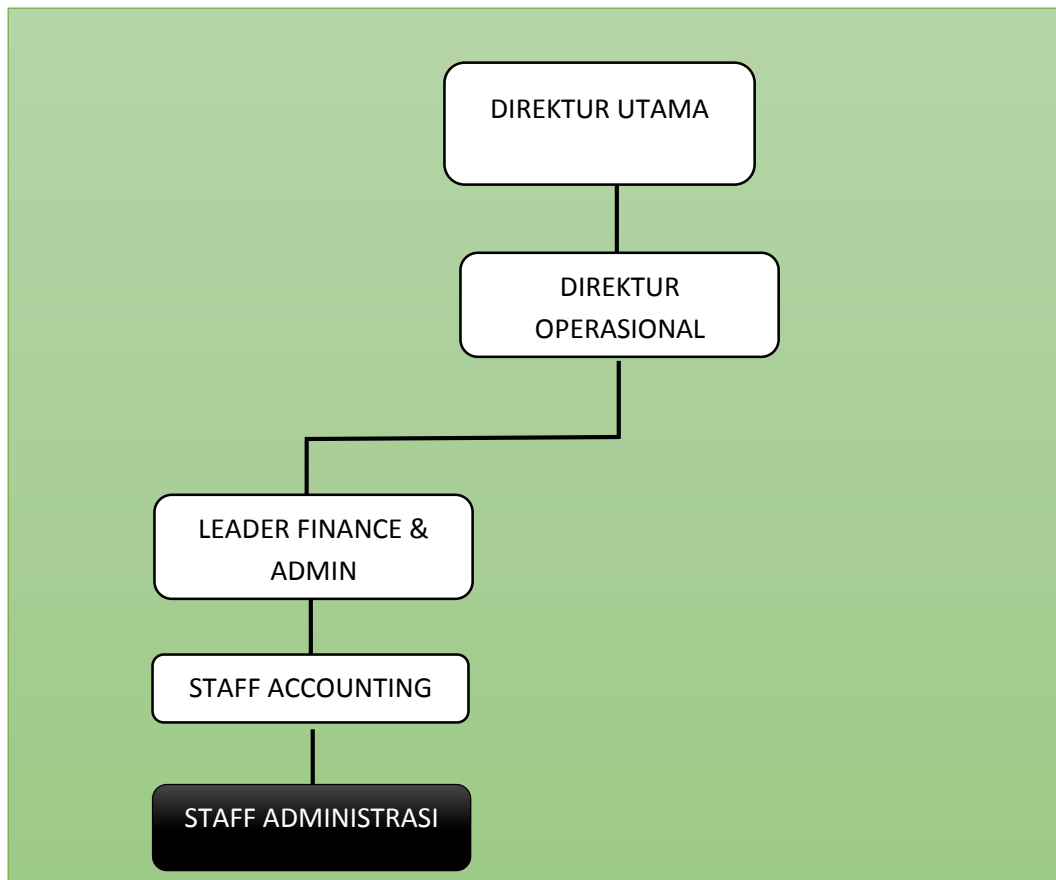 DIREKTUR UTAMA
DIREKTUR
OPERASIONAL
LEADER FINANCE &
ADMIN
STAFF ACCOUNTING
STAFF ADMINISTRASI